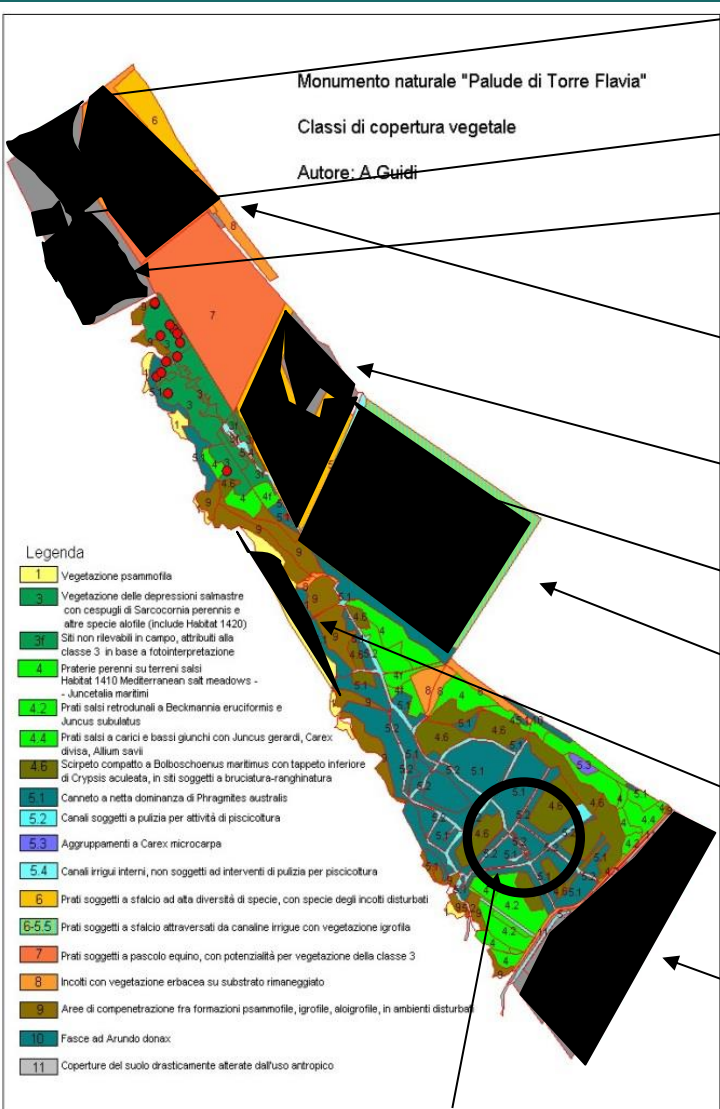 Monumento naturale "Palude di Torre Flavia"
Classi di copertura vegetale
Autore: A.Guidi
Legenda
1 Vegetazione psammofila
3 Vegetazione delle depressioni salmastre
con cespugli di Sarcocornia perennis e
altre specie alofile (include Habitat 1420)
3f Siti non rilevabili in campo, attribuiti alla
classe 3 in base a fotointerpretazione
4 Praterie perenni su terreni salsi
Habitat 1410 Mediterranean salt meadows -
- Juncetalia maritimi
4.2 Prati salsi retrodunali a Beckmannia eruciformis e
Juncus subulatus
4.4 Prati salsi a carici e bassi giunchi con Juncus gerardi, Carex
divisa, Allium savii
4.6 Scirpeto compatto a Bolboschoenus maritimus con tappeto inferiore
di Crypsis aculeata, in siti soggetti a bruciatura-ranghinatura
5.1 Canneto a netta dominanza di Phragmites australis
5.2 Canali soggetti a pulizia per attività di piscicoltura
5.3 Aggruppamenti a Carex microcarpa
5.4 Canali irrigui interni, non soggetti ad interventi di pulizia per piscicoltura
6 Prati soggetti a sfalcio ad alta diversità di specie, con specie degli incolti disturbati
6-5.5 Prati soggetti a sfalcio attraversati da canaline irrigue con vegetazione igrofila
7 Prati soggetti a pascolo equino, con potenzialità per vegetazione della classe 3
8 Incolti con vegetazione erbacea su substrato rimaneggiato
9 Aree di compenetrazione fra formazioni psammofile, igrofile, aloigrofile, in ambienti disturbati
10 Fasce ad Arundo donax
11 Coperture del suolo drasticamente alterate dall'uso antropico